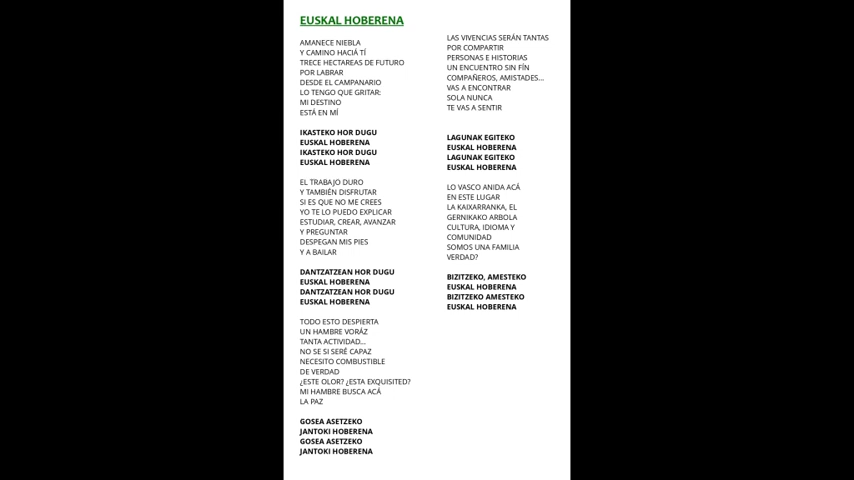 EUSKAL HOBERENA
AMANECE NIEBLA
Y CAMINO HACIÁ TÍ
TRECE HECTAREAS DE FUTURO
POR LABRAR
DESDE EL CAMPANARIO
LO TENGO QUE GRITAR:
MI DESTINO
ESTÁ EN MÍ
IKASTEKO HOR DUGU
EUSKAL HOBERENA
IKASTEKO HOR DUGU
EUSKAL HOBERENA
EL TRABAJO DURO
Y TAMBIÉN DISFRUTAR
SI ES QUE NO ME CREES
YO TE LO PUEDO EXPLICAR
ESTUDIAR, CREAR, AVANZAR
Y PREGUNTAR
DESPEGAN MIS PIES
Y A BAILAR
DANTZATZEAN HOR DUGU
EUSKAL HOBERENA
DANTZATZEAN HOR DUGU
EUSKAL HOBERENA
TODO ESTO DESPIERTA
UN HAMBRE VORÁZ
TANTA ACTIVIDAD...
NO SE SI SERÉ CAPAZ
NECESITO COMBUSTIBLE
DE VERDAD
¿ESTE OLOR? ¿ESTA EXQUISITED?
MI HAMBRE BUSCA ACÁ
LA PAZ
GOSEA ASETZEKO
JANTOKI HOBERENA
GOSEA ASETZEKO
JANTOKI HOBERENA
LAS VIVENCIAS SERÁN TANTAS
POR COMPARTIR
PERSONAS E HISTORIAS
UN ENCUENTRO SIN FÍN
COMPAÑEROS, AMISTADES...
VAS A ENCONTRAR
SOLA NUNCA
TE VAS A SENTIR
LAGUNAK EGITEKO
EUSKAL HOBERENA
LAGUNAK EGITEKO
EUSKAL HOBERENA
LO VASCO ANIDA ACÁ
EN ESTE LUGAR
LA KAIXARRANKA, EL
GERNIKAKO ARBOLA
CULTURA, IDIOMA Y
COMUNIDAD
SOMOS UNA FAMILIA
VERDAD?
BIZITZEKO, AMESTEKO
EUSKAL HOBERENA
BIZITZEKO AMESTEKO
EUSKAL HOBERENA